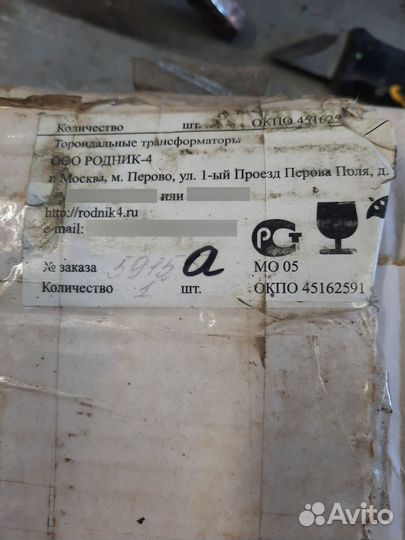 Количество шт. ОКПО 451625
Тороидальные трансформаторы
ООО РОДНИК-4
г. Москва, м. Перово, ул. 1-ый Проезд Перова Поля, д.
или
http://rodnik4.ru
e-mail:
РСТ
№ заказа 5915 а МО 05
Количество 1 шт. ОКПО 45162591
Avito